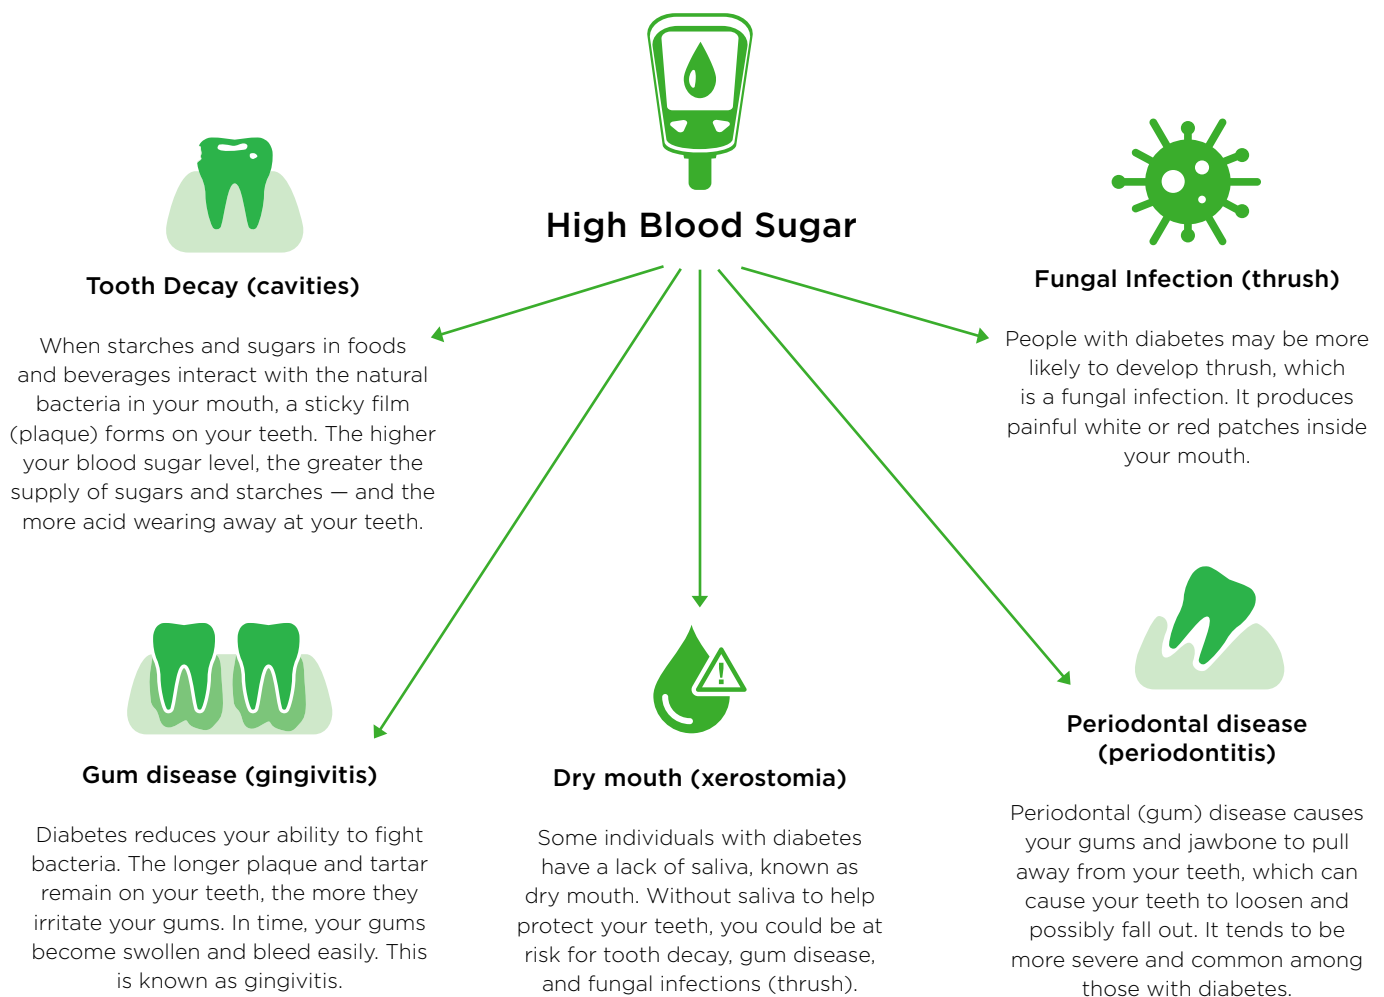 High Blood Sugar
Tooth Decay (cavities)
When starches and sugars in foods
and beverages interact with the natural
bacteria in your mouth, a sticky film
(plaque) forms on your teeth. The higher
your blood sugar level, the greater the
supply of sugars and starches — and the
more acid wearing away at your teeth.
Fungal Infection (thrush)
People with diabetes may be more
likely to develop thrush, which
is a fungal infection. It produces
painful white or red patches inside
your mouth.
Gum disease (gingivitis)
Diabetes reduces your ability to fight
bacteria. The longer plaque and tartar
remain on your teeth, the more they
irritate your gums. In time, your gums
become swollen and bleed easily. This
is known as gingivitis.
Dry mouth (xerostomia)
Some individuals with diabetes
have a lack of saliva, known as
dry mouth. Without saliva to help
protect your teeth, you could be at
risk for tooth decay, gum disease,
and fungal infections (thrush).
Periodontal disease
(periodontitis)
Periodontal (gum) disease causes
your gums and jawbone to pull
away from your teeth, which can
cause your teeth to loosen and
possibly fall out. It tends to be
more severe and common among
those with diabetes.